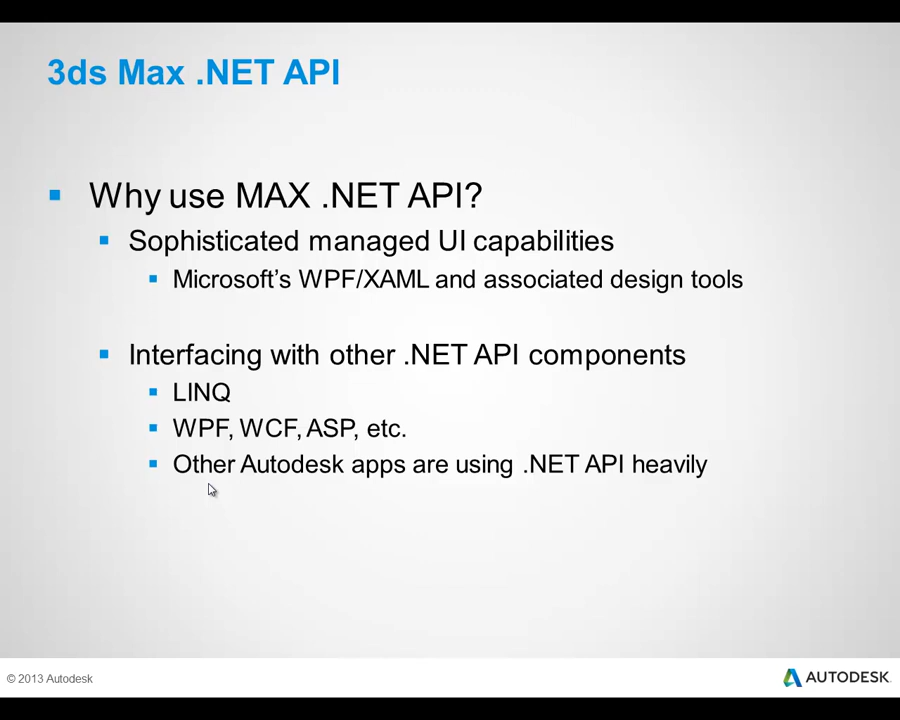 3ds Max .NET API
Why use MAX .NET API?
Sophisticated managed UI capabilities
Microsoft's WPF/XAML and associated design tools
Interfacing with other .NET API components
LINQ
WPF, WCF, ASP, etc.
Other Autodesk apps are using .NET API heavily
© 2013 Autodesk
AUTODESK.